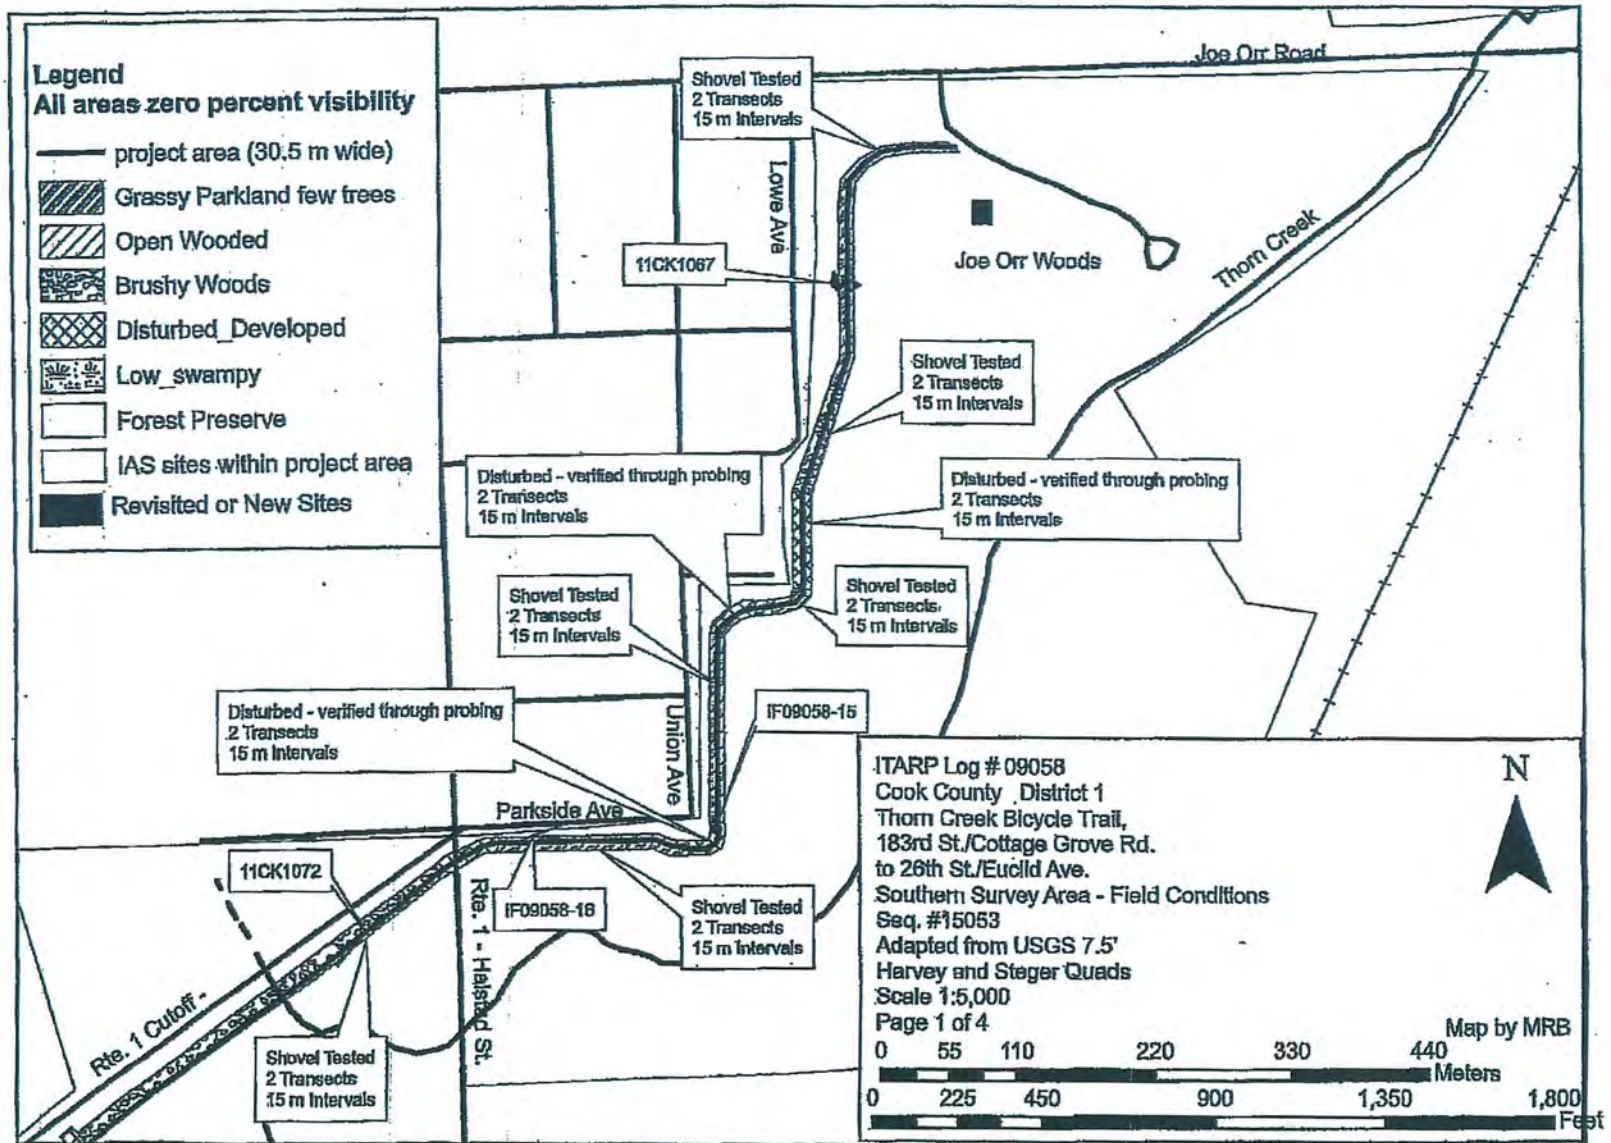 Legend
All areas zero percent visibility
project area (30.5 m wide)
Grassy Parkland few trees
Open Wooded
Brushy Woods
Disturbed_Developed
Low_swampy
Forest Preserve
IAS sites within project area
Revisited or New Sites
Joe Orr Road
Shovel Tested
2 Transects
15 m Intervals
Lowe Ave
11CK1067
Joe Orr Woods
Thorn Creek
Shovel Tested
2 Transects
15 m Intervals
Disturbed - verified through probing
2 Transects
15 m Intervals
Disturbed - verified through probing
2 Transects
15 m Intervals
Shovel Tested
2 Transects
15 m Intervals
Shovel Tested
2 Transects
15 m Intervals
Disturbed - verified through probing
2 Transects
15 m Intervals
Union Ave
IF09058-15
Parkside Ave
11CK1072
IF09058-16
Rte. 1 - Halsted St.
Shovel Tested
2 Transects
15 m Intervals
Rte. 1 Cutoff
Shovel Tested
2 Transects
15 m Intervals
ITARP Log # 09058
Cook County District 1
Thorn Creek Bicycle Trail,
183rd St./Cottage Grove Rd.
to 26th St./Euclid Ave.
Southern Survey Area - Field Conditions
Seq. #15053
Adapted from USGS 7.5'
Harvey and Steger Quads
Scale 1:5,000
Page 1 of 4
N
Map by MRB
0 55 110 220 330 440
Meters
0 225 450 900 1,350 1,800
Feet